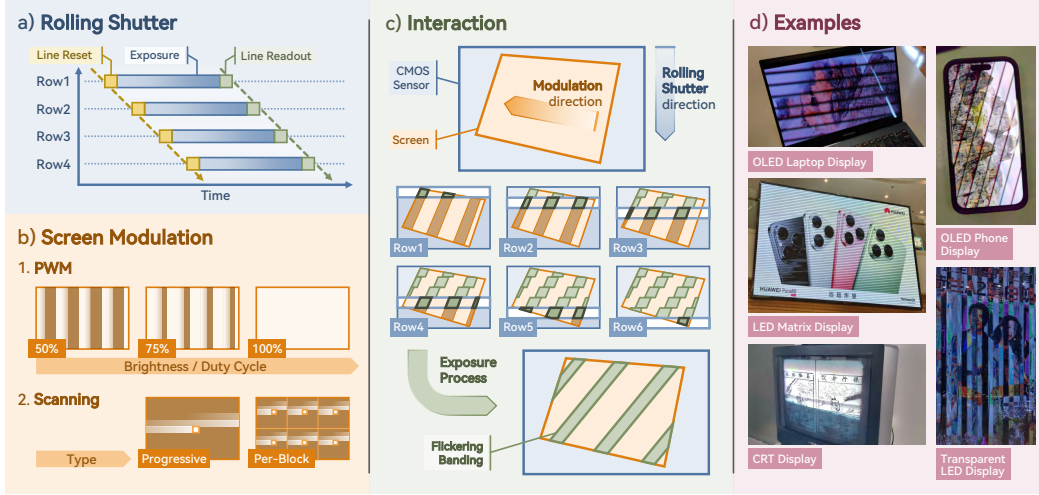 a) Rolling Shutter
Line Reset
Exposure
Line Readout
Row1
Row2
Row3
Row4
Time
b) Screen Modulation
1. PWM
50%
75%
100%
Brightness / Duty Cycle
2. Scanning
Type
Progressive
Per-Block
c) Interaction
CMOS
Sensor
Screen
Modulation
direction
Rolling
Shutter
direction
Row1
Row2
Row3
Row4
Row5
Row6
Exposure
Process
Flickering
Banding
d) Examples
OLED Laptop Display
HUAWEI
HUAWEI
LED Matrix Display
CRT Display
OLED Phone
Display
Transparent
LED Display